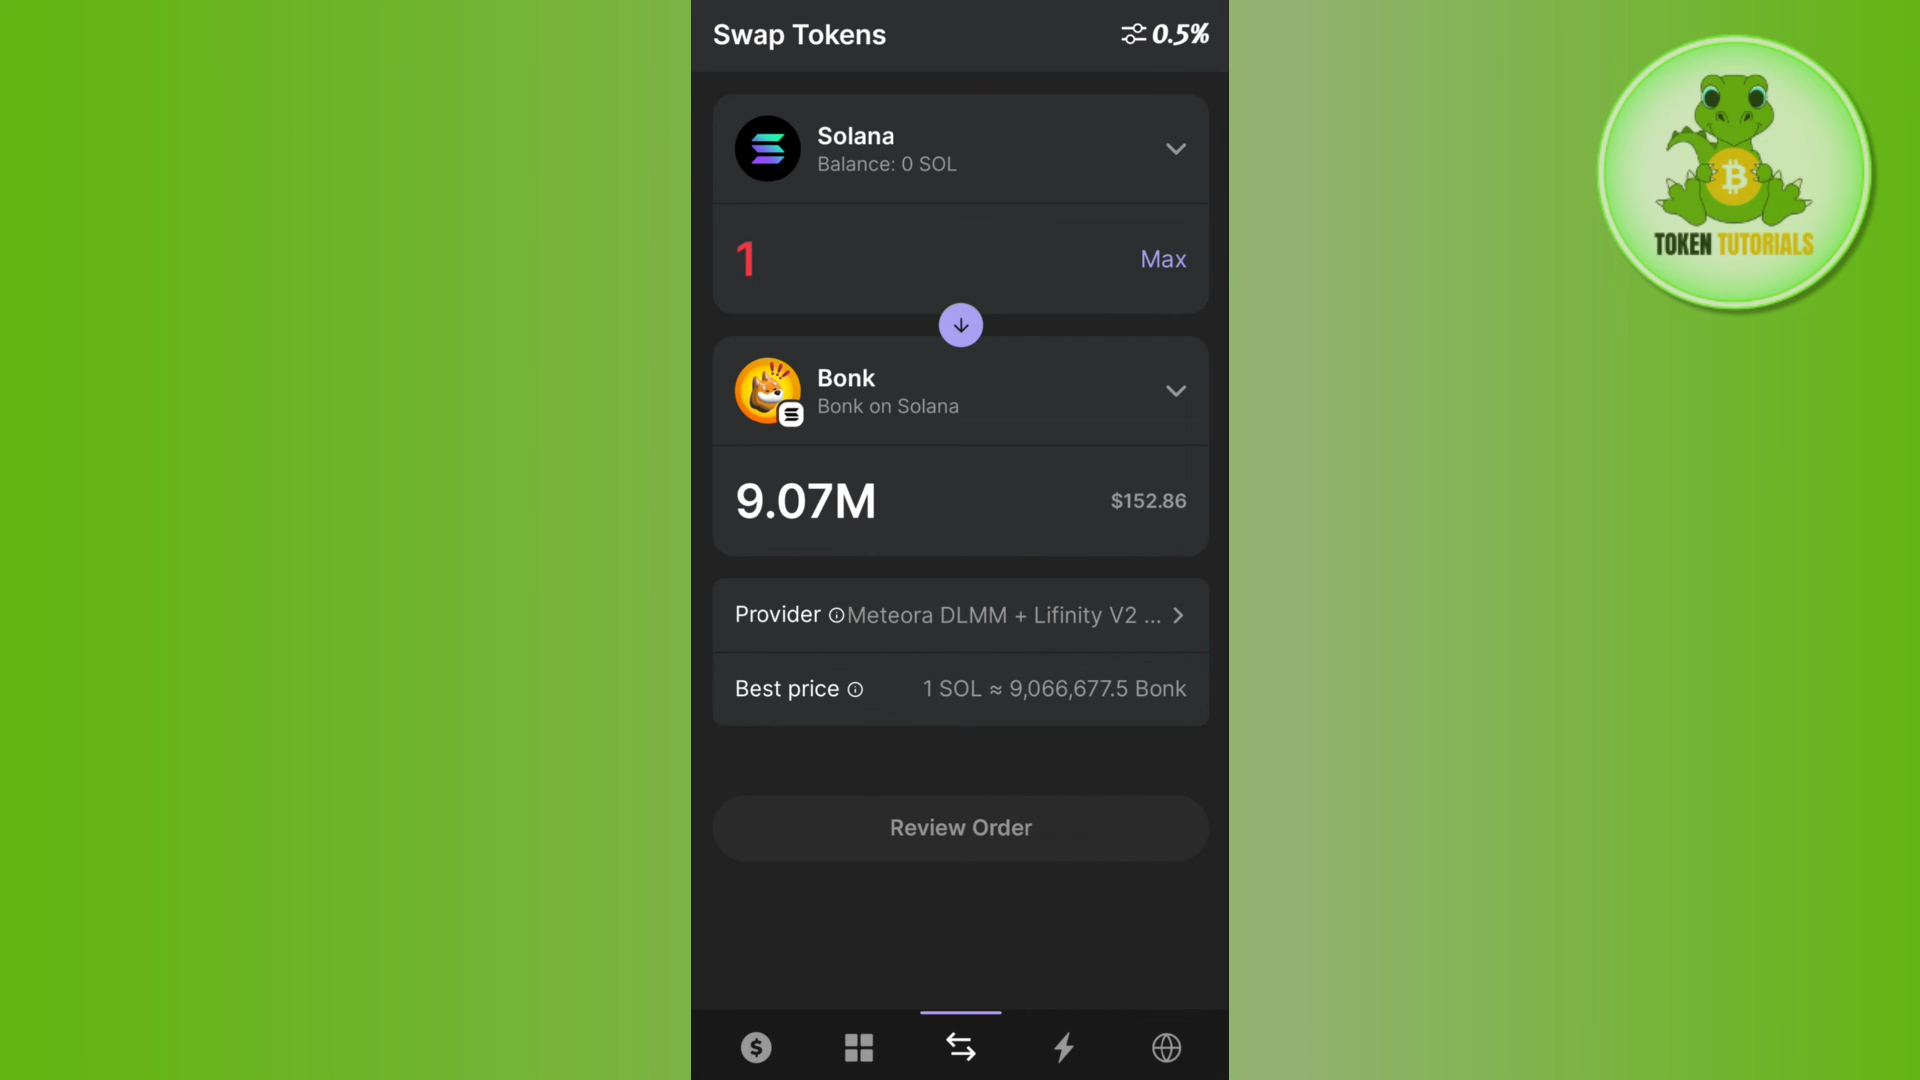 Swap Tokens
0.5%
Solana
Balance: 0 SOL
1
Max
Bonk
Bonk on Solana
9.07M
$152.86
Provider
Meteora DLMM + Lifinity V2 ...
Best price
1 SOL ≈ 9,066,677.5 Bonk
Review Order
TOKEN TUTORIALS